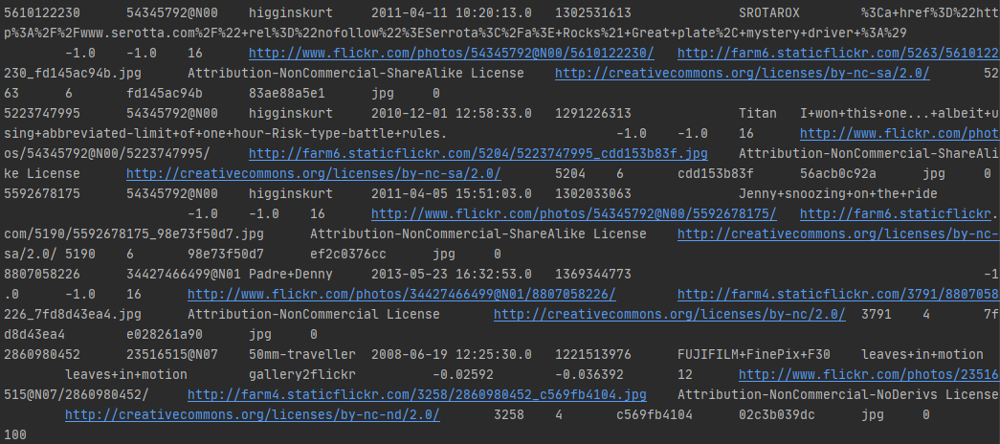 5610122230 54345792@N00 higginskurt 2011-04-11 10:20:13.0 1302531613 SROTAROX %3Ca+href%3D%22htt
p%3A%2F%2Fwww.serotta.com%2F%22+rel%3D%22nofollow%22%3ESerrota%3C%2Fa%3E+Rocks%21+Great+plate%2C+mystery+driver+%3A%29
-1.0 -1.0 16 http://www.flickr.com/photos/54345792@N00/5610122230/ http://farm6.staticflickr.com/5263/5610122
230_fd145ac94b.jpg Attribution-NonCommercial-ShareAlike License http://creativecommons.org/licenses/by-nc-sa/2.0/ 52
63 6 fd145ac94b 83ae88a5e1 jpg 0
5223747995 54345792@N00 higginskurt 2010-12-01 12:58:33.0 1291226313 Titan I+won+this+one...+albeit+u
sing+abbreviated-limit+of+one+hour-Risk-type-battle+rules. -1.0 -1.0 16 http://www.flickr.com/phot
os/54345792@N00/5223747995/ http://farm6.staticflickr.com/5204/5223747995_cdd153b83f.jpg Attribution-NonCommercial-ShareAli
ke License http://creativecommons.org/licenses/by-nc-sa/2.0/ 5204 6 cdd153b83f 56acb0c92a jpg 0
5592678175 54345792@N00 higginskurt 2011-04-05 15:51:03.0 1302033063 Jenny+snoozing+on+the+ride
-1.0 -1.0 16 http://www.flickr.com/photos/54345792@N00/5592678175/ http://farm6.staticflickr.
com/5190/5592678175_98e73f50d7.jpg Attribution-NonCommercial-ShareAlike License http://creativecommons.org/licenses/by-nc-
sa/2.0/ 5190 6 98e73f50d7 ef2c0376cc jpg 0
8807058226 34427466499@N01 Padre+Denny 2013-05-23 16:32:53.0 1369344773 -1
.0 -1.0 16 http://www.flickr.com/photos/34427466499@N01/8807058226/ http://farm4.staticflickr.com/3791/8807058
226_7fd8d43ea4.jpg Attribution-NonCommercial License http://creativecommons.org/licenses/by-nc/2.0/ 3791 4 7f
d8d43ea4 e028261a90 jpg 0
2860980452 23516515@N07 50mn-traveller 2008-06-19 12:25:30.0 1221513976 FUJIFILM+FinePix+F30 leaves+in+motion
leaves+in+motion gallery2flickr -0.02592 -0.036392 12 http://www.flickr.com/photos/23516
515@N07/2860980452/ http://farm4.staticflickr.com/3258/2860980452_c569fb4104.jpg Attribution-NonCommercial-NoDerivs License
http://creativecommons.org/licenses/by-nc-nd/2.0/ 3258 4 c569fb4104 02c3b039dc jpg 0
100